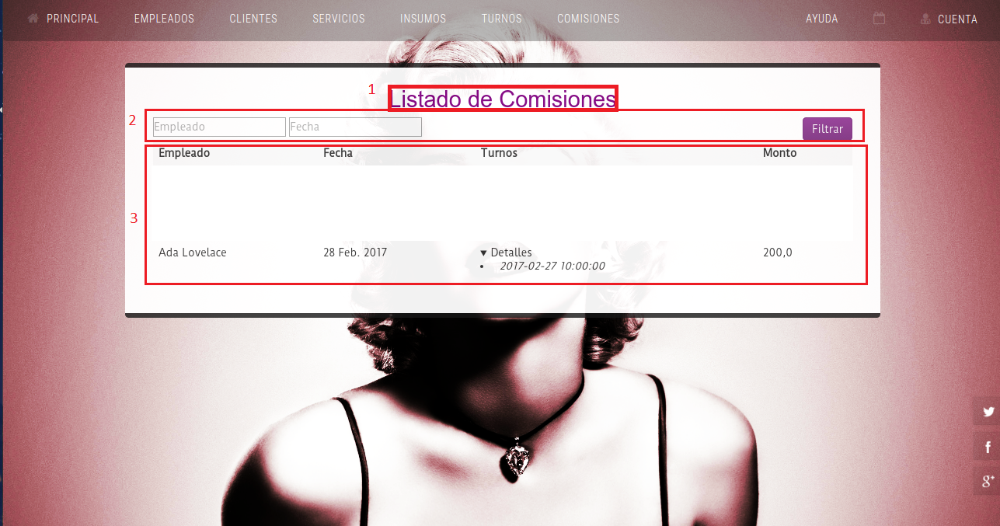 PRINCIPAL EMPLEADOS CLIENTES SERVICIOS INSUMOS TURNOS COMISIONES AYUDA CUENTA
1 Listado de Comisiones
2 Empleado Fecha Filtrar
Empleado Fecha Turnos Monto
3
Ada Lovelace 28 Feb. 2017 ▼ Detalles 200,0
• 2017-02-27 10:00:00
f
g+